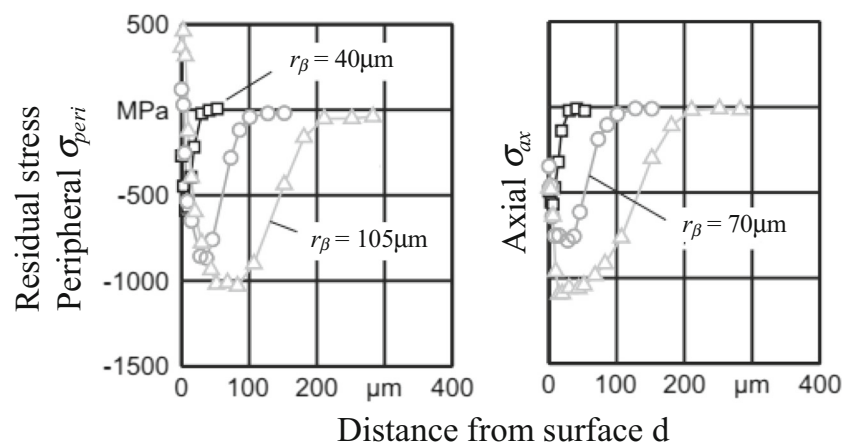 Residual stress
Peripheral σperi
500
MPa
-500
-1000
-1500
0
100
200
µm
400
rβ = 40µm
rβ = 105µm
Axial σax
0
100
200
µm
400
rβ = 70µm
Distance from surface d